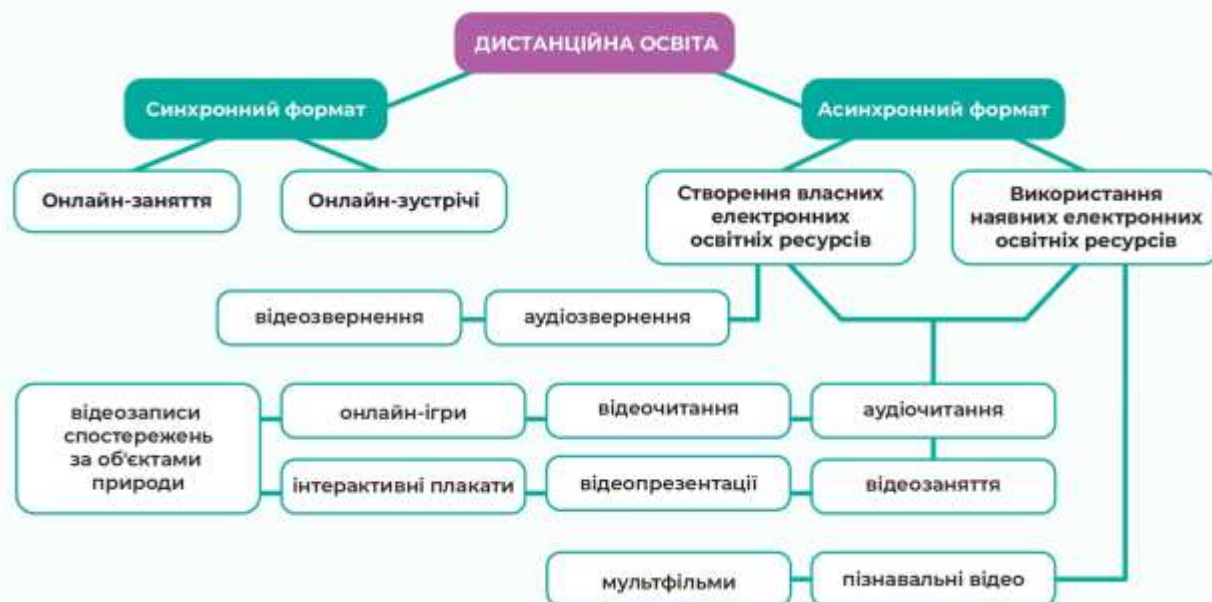 ДИСТАНЦІЙНА ОСВІТА
Синхронний формат
Асинхронний формат
Онлайн-заняття
Онлайн-зустрічі
Створення власних
електронних
освітніх ресурсів
Використання
наявних електронних
освітніх ресурсів
відеозвернення
аудіозвернення
відеозаписи
спостережень
за об'єктами
природи
онлайн-ігри
відеочитання
аудіочитання
інтерактивні плакати
відеопрезентації
відеозаняття
мультфільми
пізнавальні відео